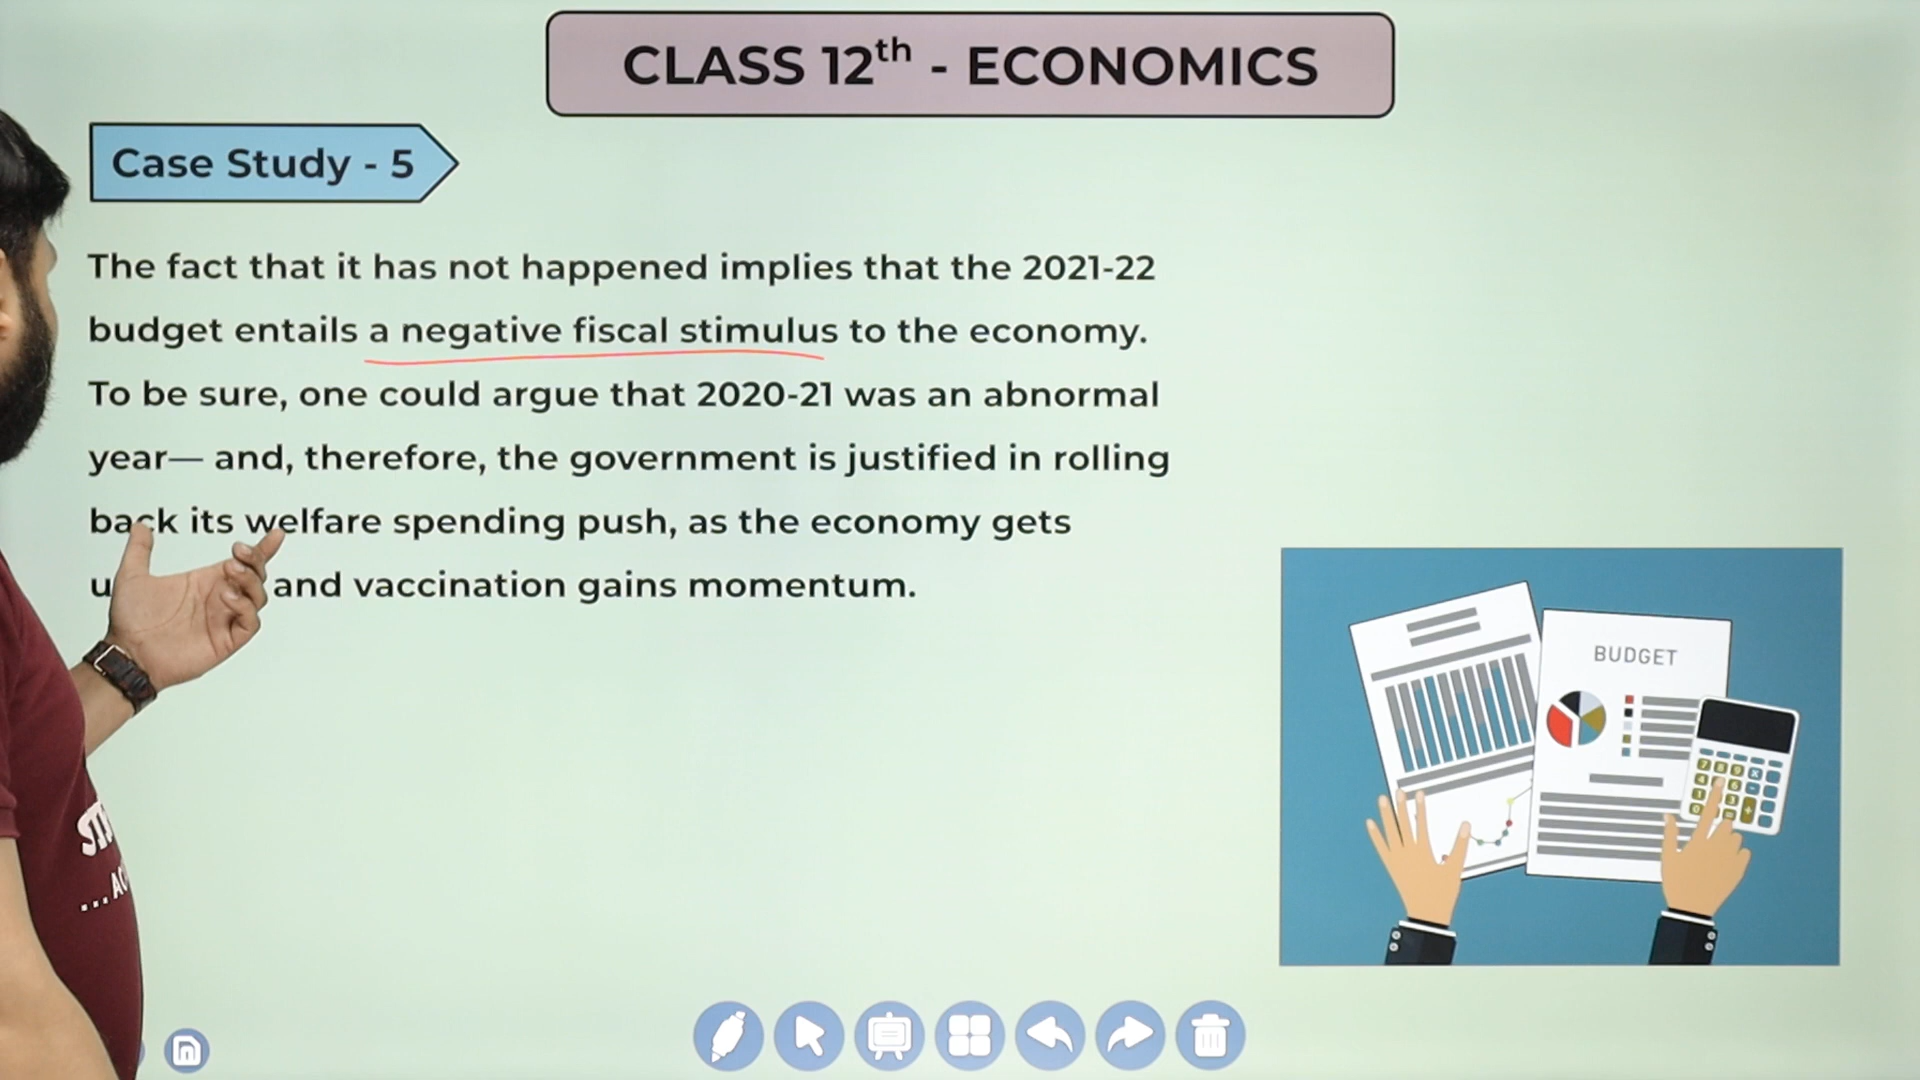 CLASS 12th - ECONOMICS
Case Study - 5
The fact that it has not happened implies that the 2021-22
budget entails a negative fiscal stimulus to the economy.
To be sure, one could argue that 2020-21 was an abnormal
year— and, therefore, the government is justified in rolling
back its welfare spending push, as the economy gets
and vaccination gains momentum.
BUDGET